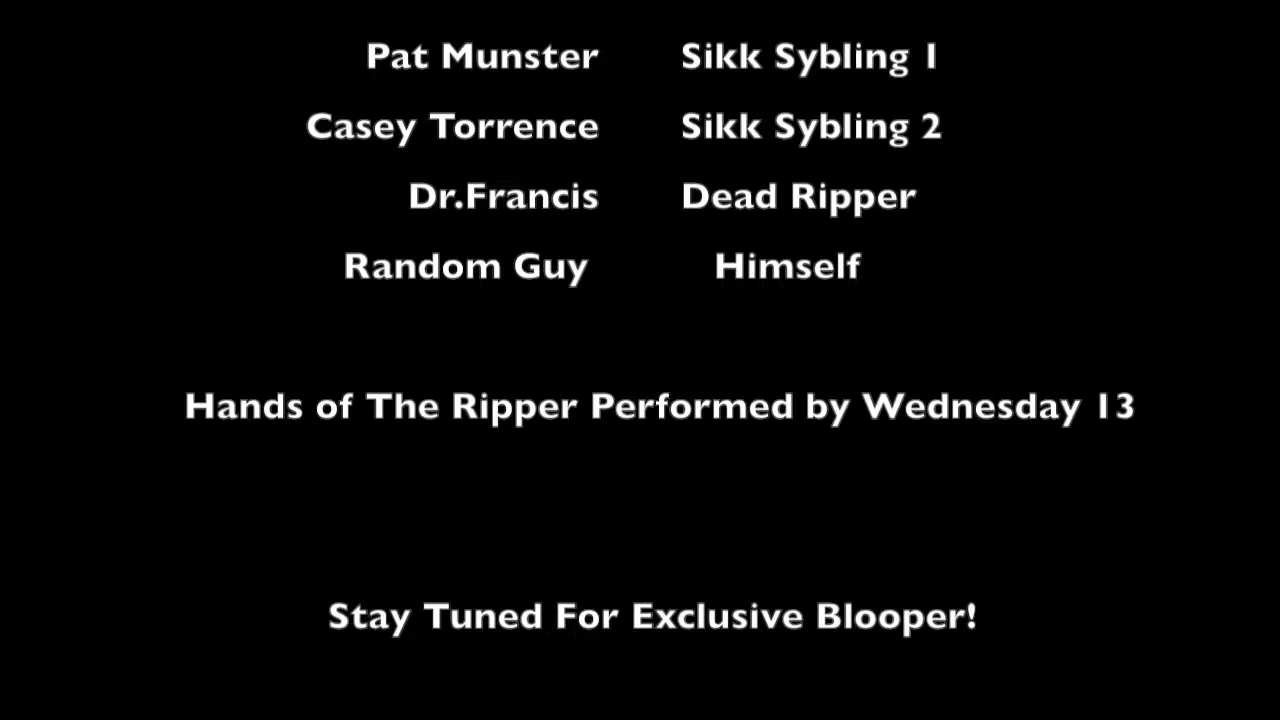 Pat Munster Sikk Sybling 1
Casey Torrence Sikk Sybling 2
Dr.Francis Dead Ripper
Random Guy Himself
Hands of The Ripper Performed by Wednesday 13
Stay Tuned For Exclusive Blooper!